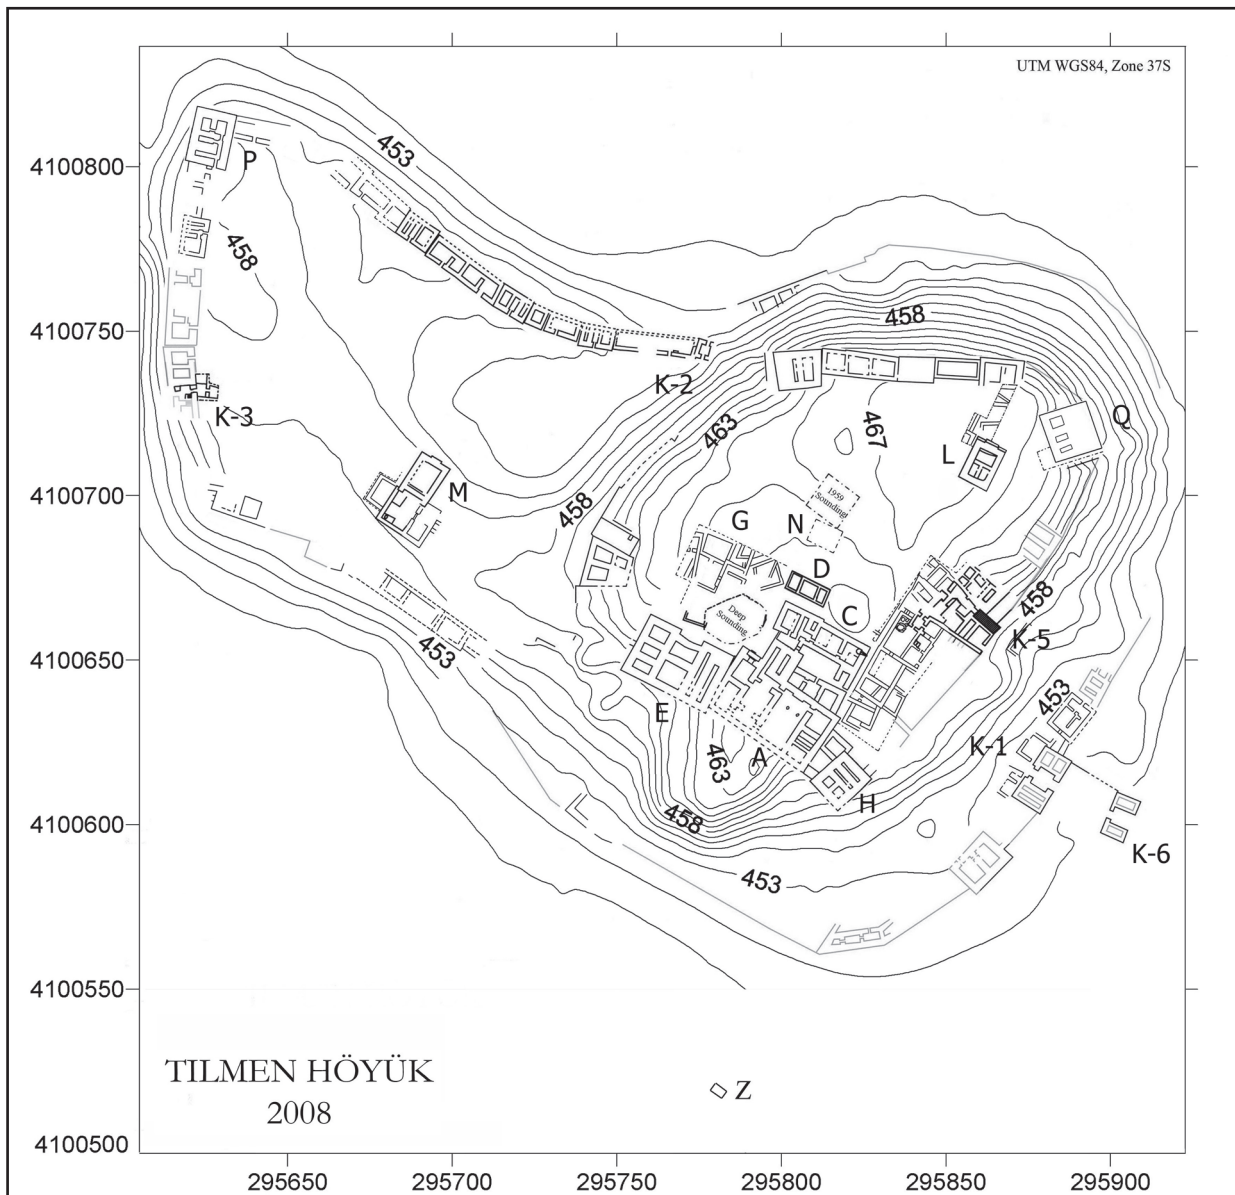 UTM WGS84, Zone 37S
453
4100800
P
458
458
4100750
K-2
K-3
Q
467
463
L
M
4100700
1959
Sounding
458
G
N
D
Deep
Sounding
C
458
K-5
453
4100650
E
453
463
A
K-1
H
458
4100600
K-6
453
4100550
TILMEN HÖYÜK
2008
Z
4100500
295650
295700
295750
295800
295850
295900